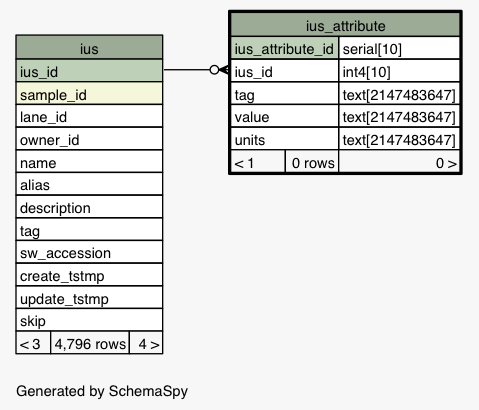 ius
ius_id
sample_id
lane_id
owner_id
name
alias
description
tag
sw_accession
create_tstmp
update_tstmp
skip
< 3 4,796 rows 4 >
ius_attribute
ius_attribute_id serial[10]
ius_id int4[10]
tag text[2147483647]
value text[2147483647]
units text[2147483647]
< 1 0 rows 0 >
Generated by SchemaSpy